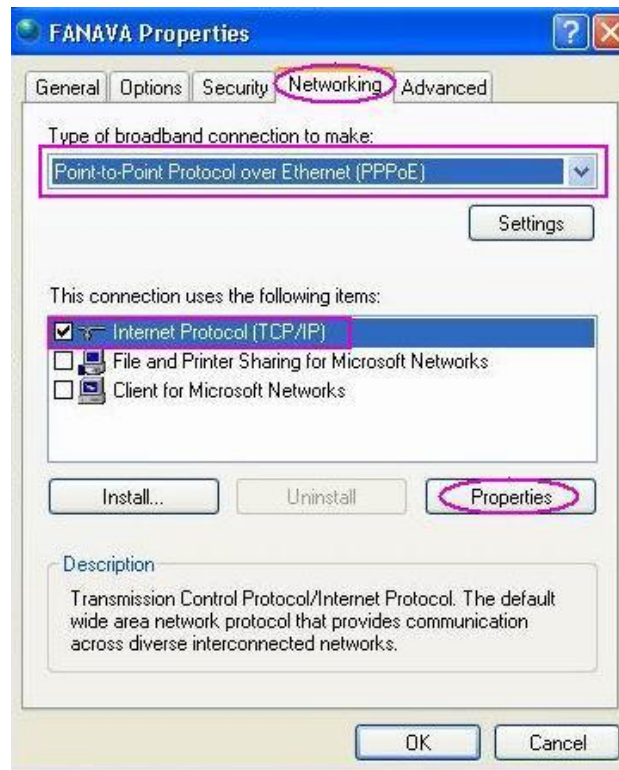 FANAVA Properties
General Options Security Networking Advanced
Type of broadband connection to make:
Point-to-Point Protocol over Ethernet (PPPoE)
Settings
This connection uses the following items:
Internet Protocol (TCP/IP)
File and Printer Sharing for Microsoft Networks
Client for Microsoft Networks
Install... Uninstall Properties
Description
Transmission Control Protocol/Internet Protocol. The default
wide area network protocol that provides communication
across diverse interconnected networks.
OK Cancel